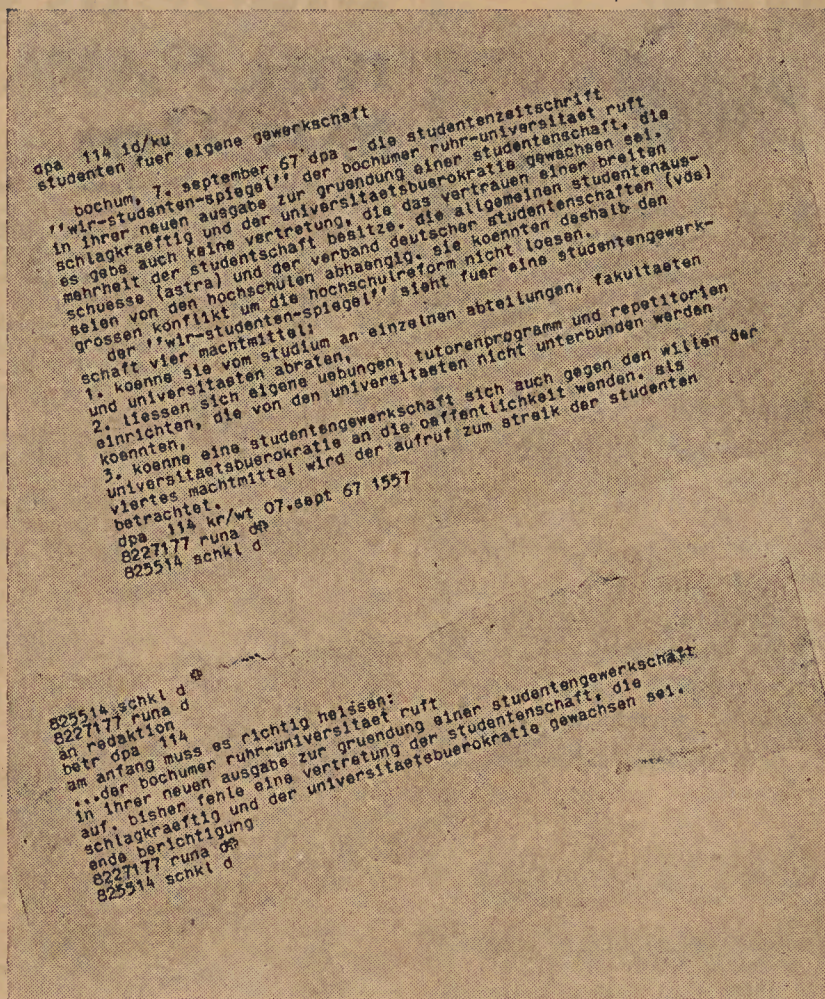 dpa 114 id/ku
studenten fuer eigene gewerkschaft
bochum, 7. september 67 dpa - die studentenzeitschrift
''wir-studenten-spiegel'' der bochumer ruhr-universitaet ruft
in ihrer neuen ausgabe zur gruendung einer studentenschaft, die
schlagkraeftig und der universitaetsbuerokratie gewachsen sei.
es gebe auch keine vertretung, die das vertrauen einer breiten
mehrheit der studentschaft besitze. die allgemeinen studentenaus-
schuesse (astra) und der verband deutscher studentenschaften (vds)
seien von den hochschulen abhaengig. sie koennten deshalb den
grossen konflikt um die hochschulreform nicht loesen.
der ''wir-studenten-spiegel'' sieht fuer eine studentengewerk-
schaft vier machtmittel:
1. koenne sie vom studium an einzelnen abteilungen, fakultaeten
und universitaeten abraten,
2. liessen sich eigene uebungen, tutorenprogramm und repetitorien
einrichten, die von den universitaeten nicht unterbunden werden
koennten,
3. koenne eine studentengewerkschaft sich auch gegen den willen der
universitaetsbuerokratie an die oeffentlichkeit wenden. als
viertes machtmittel wird der aufruf zum streik der studenten
betrachtet.
dpa 114 kr/wt 07.sept 67 1557
8227177 runa d
825514 schkl d
825514 schkl d
8227177 runa d
an redaktion
betr dpa 114
am anfang muss es richtig heissen:
...der bochumer ruhr-universitaet ruft
in ihrer neuen ausgabe zur gruendung einer studentengewerkschaft
auf. bisher fehle eine vertretung der studentenschaft, die
schlagkraeftig und der universitaetsbuerokratie gewachsen sei.
ende berichtigung
8227177 runa d
825514 schkl d